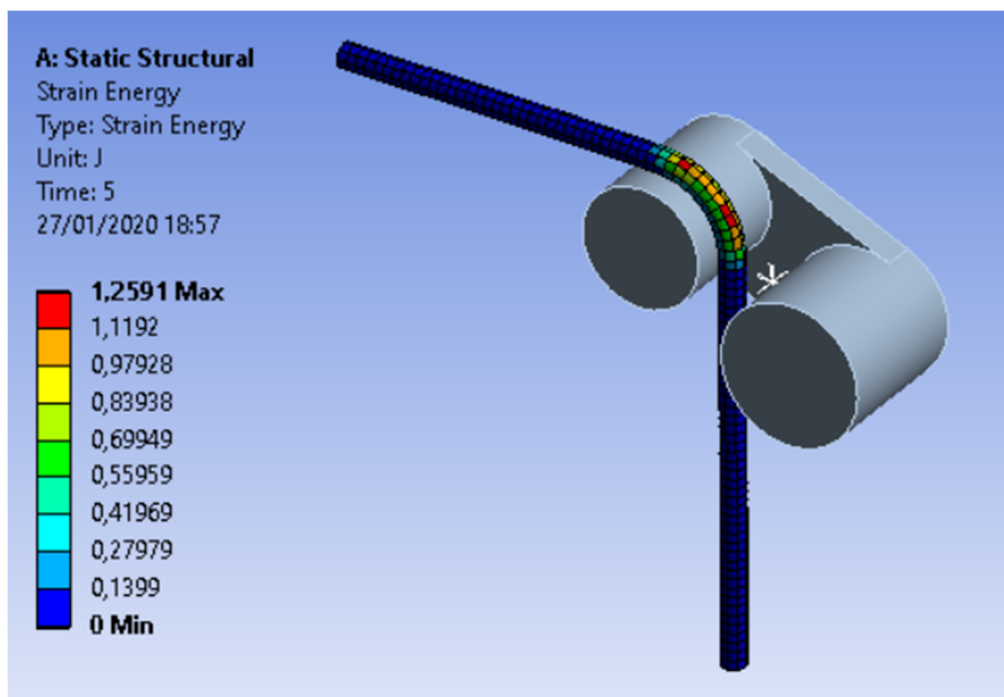 A: Static Structural
Strain Energy
Type: Strain Energy
Unit: J
Time: 5
27/01/2020 18:57
1,2591 Max
1,1192
0,97928
0,83938
0,69949
0,55959
0,41969
0,27979
0,1399
0 Min